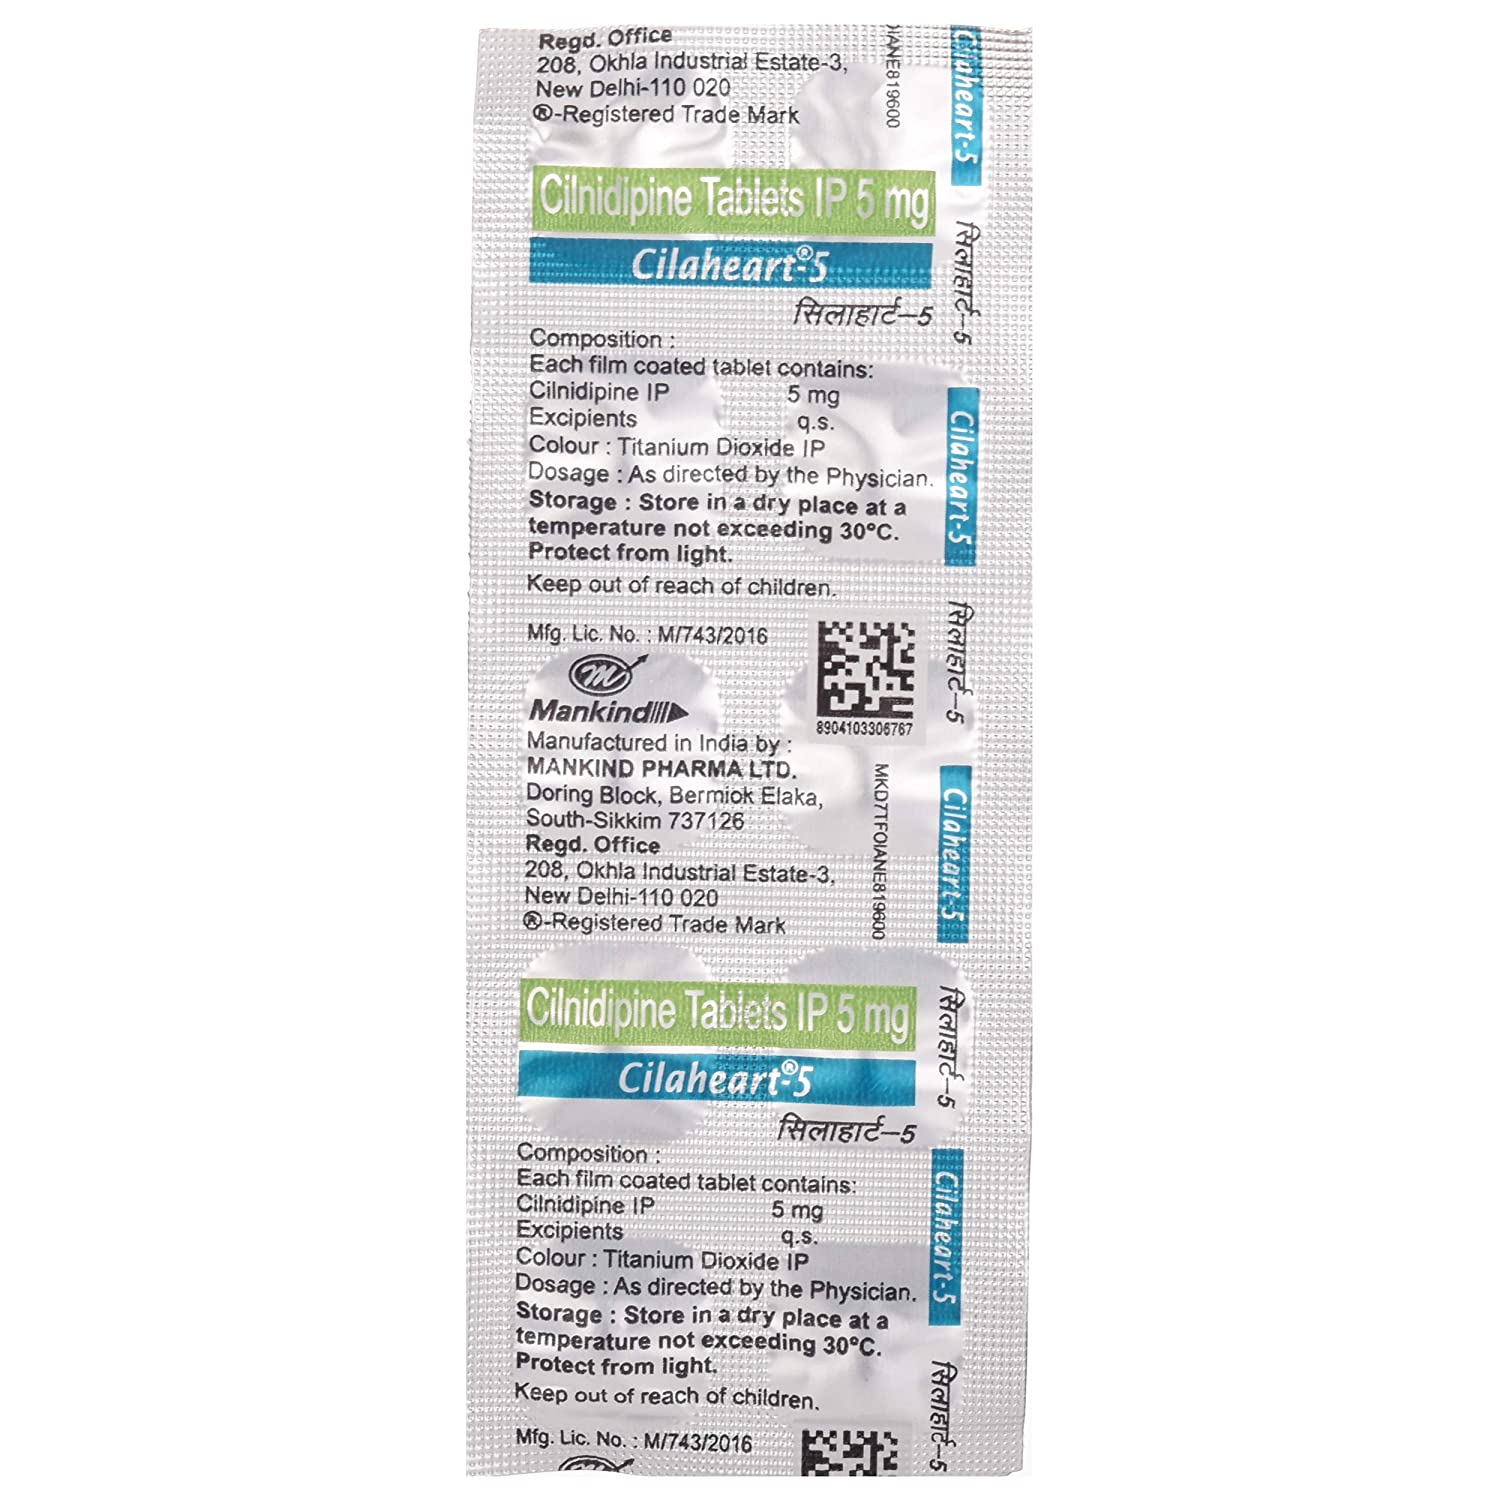 Regd. Office
208, Okhla Industrial Estate-3,
New Delhi-110 020
®-Registered Trade Mark
IANE819600
Cilnidipine Tablets IP 5 mg
Cilaheart®-5
सिलाहार्ट–5
Composition :
Each film coated tablet contains:
Cilnidipine IP 5 mg
Excipients q.s.
Colour : Titanium Dioxide IP
Dosage : As directed by the Physician.
Storage : Store in a dry place at a
temperature not exceeding 30°C.
Protect from light.
Keep out of reach of children.
Mfg. Lic. No. : M/743/2016
8904103306767
Mankind
Manufactured in India by :
MANKIND PHARMA LTD.
Doring Block, Bermiok Elaka,
South-Sikkim 737126
Regd. Office
208, Okhla Industrial Estate-3,
New Delhi-110 020
®-Registered Trade Mark
MKD7TFOIANE819600
Cilnidipine Tablets IP 5 mg
Cilaheart®-5
सिलाहार्ट–5
Composition :
Each film coated tablet contains:
Cilnidipine IP 5 mg
Excipients q.s.
Colour : Titanium Dioxide IP
Dosage : As directed by the Physician.
Storage : Store in a dry place at a
temperature not exceeding 30°C.
Protect from light.
Keep out of reach of children.
Mfg. Lic. No. : M/743/2016
Cilaheart-5
सिलाहार्ट–5
Cilaheart-5
सिलाहार्ट–5
Cilaheart-5
सिलाहार्ट–5
Cilaheart-5
सिलाहार्ट–5